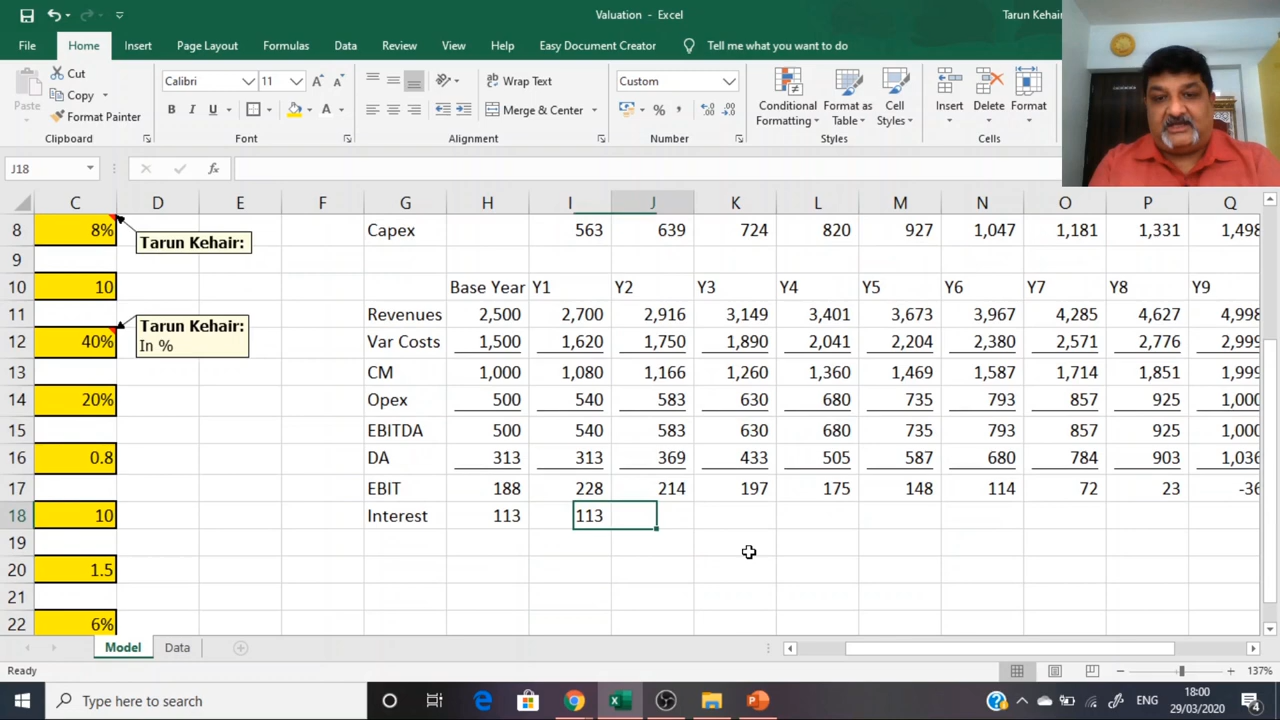 Valuation - Excel
Tarun Kehair
File Home Insert Page Layout Formulas Data Review View Help Easy Document Creator Tell me what you want to do
Paste
Cut
Copy
Format Painter
Clipboard
Calibri 11
B I U
Font
Wrap Text
Merge & Center
Alignment
Custom
Number
Conditional Formatting
Format as Table
Cell Styles
Styles
Insert Delete Format
Cells
J18
fx
C D E F G H I J K L M N O P Q
8 8% Tarun Kehair: Capex 563 639 724 820 927 1,047 1,181 1,331 1,498
9
10 10 Base Year Y1 Y2 Y3 Y4 Y5 Y6 Y7 Y8 Y9
11 Tarun Kehair: Revenues 2,500 2,700 2,916 3,149 3,401 3,673 3,967 4,285 4,627 4,998
12 40% In % Var Costs 1,500 1,620 1,750 1,890 2,041 2,204 2,380 2,571 2,776 2,999
13 CM 1,000 1,080 1,166 1,260 1,360 1,469 1,587 1,714 1,851 1,999
14 20% Opex 500 540 583 630 680 735 793 857 925 1,000
15 EBITDA 500 540 583 630 680 735 793 857 925 1,000
16 0.8 DA 313 313 369 433 505 587 680 784 903 1,036
17 EBIT 188 228 214 197 175 148 114 72 23 -36
18 10 Interest 113 113
19
20 1.5
21
22 6%
Model Data
Ready
137%
Type here to search
ENG
18:00
29/03/2020
4